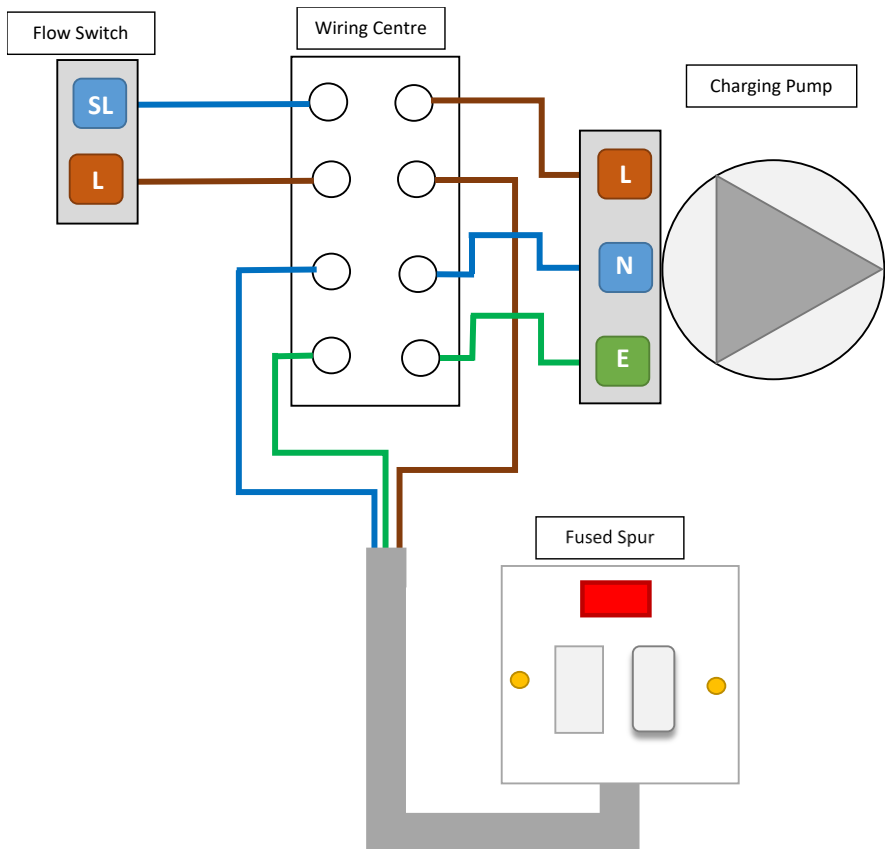 Flow Switch
Wiring Centre
Charging Pump
SL
L
L
N
E
Fused Spur